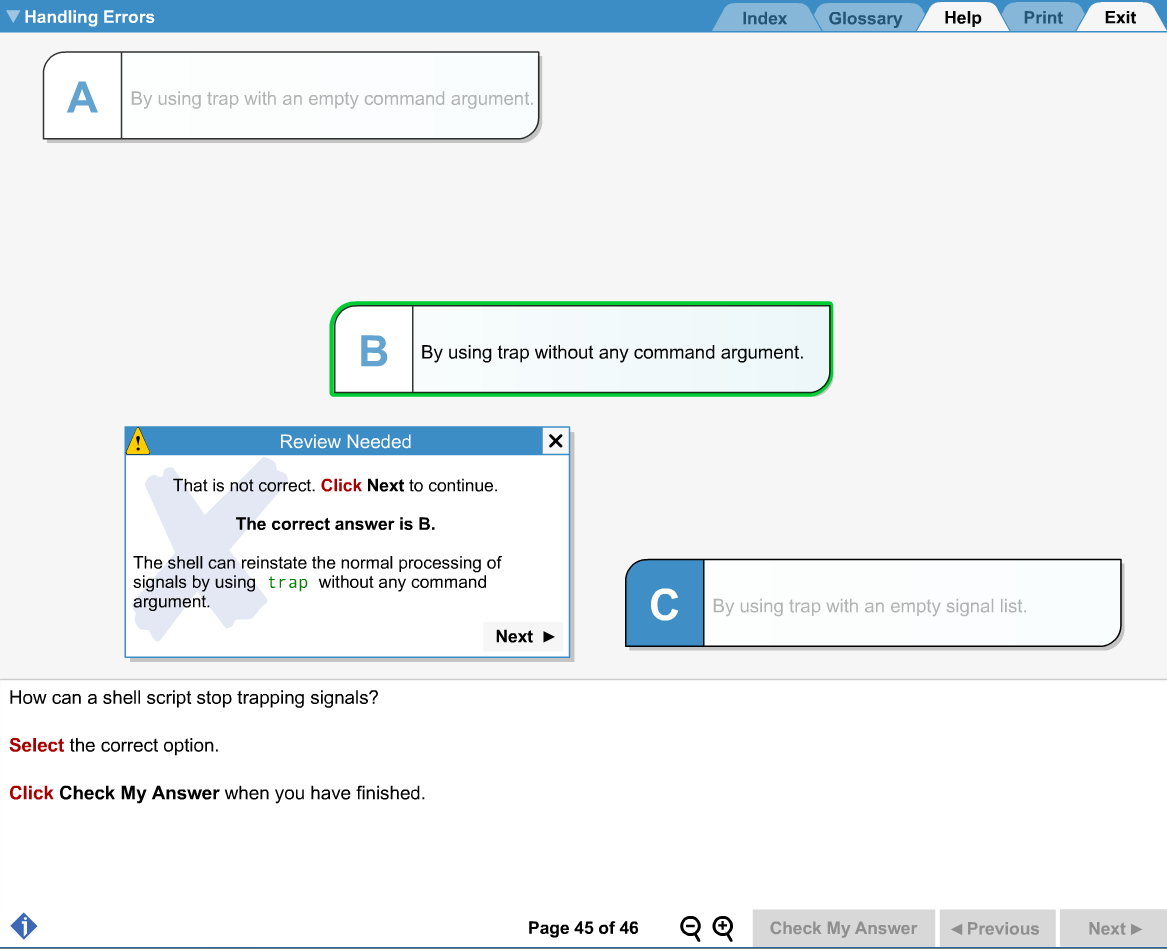 Handling Errors
Index Glossary Help Print Exit
A By using trap with an empty command argument.
B By using trap without any command argument.
Review Needed
That is not correct. Click Next to continue.
The correct answer is B.
The shell can reinstate the normal processing of
signals by using trap without any command
argument.
Next ►
C By using trap with an empty signal list.
How can a shell script stop trapping signals?
Select the correct option.
Click Check My Answer when you have finished.
Page 45 of 46 Check My Answer ◄ Previous Next ►